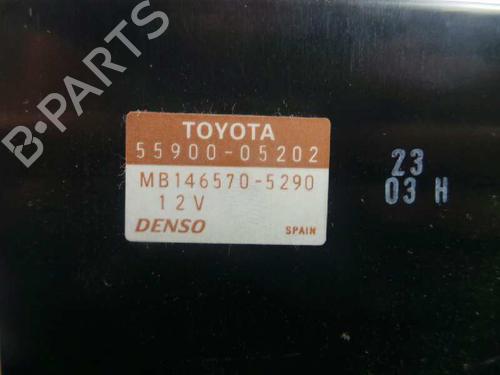 B-PARTS
TOYOTA
55900-05202
MB146570-5290
12V
DENSO
SPAIN
23
03 H